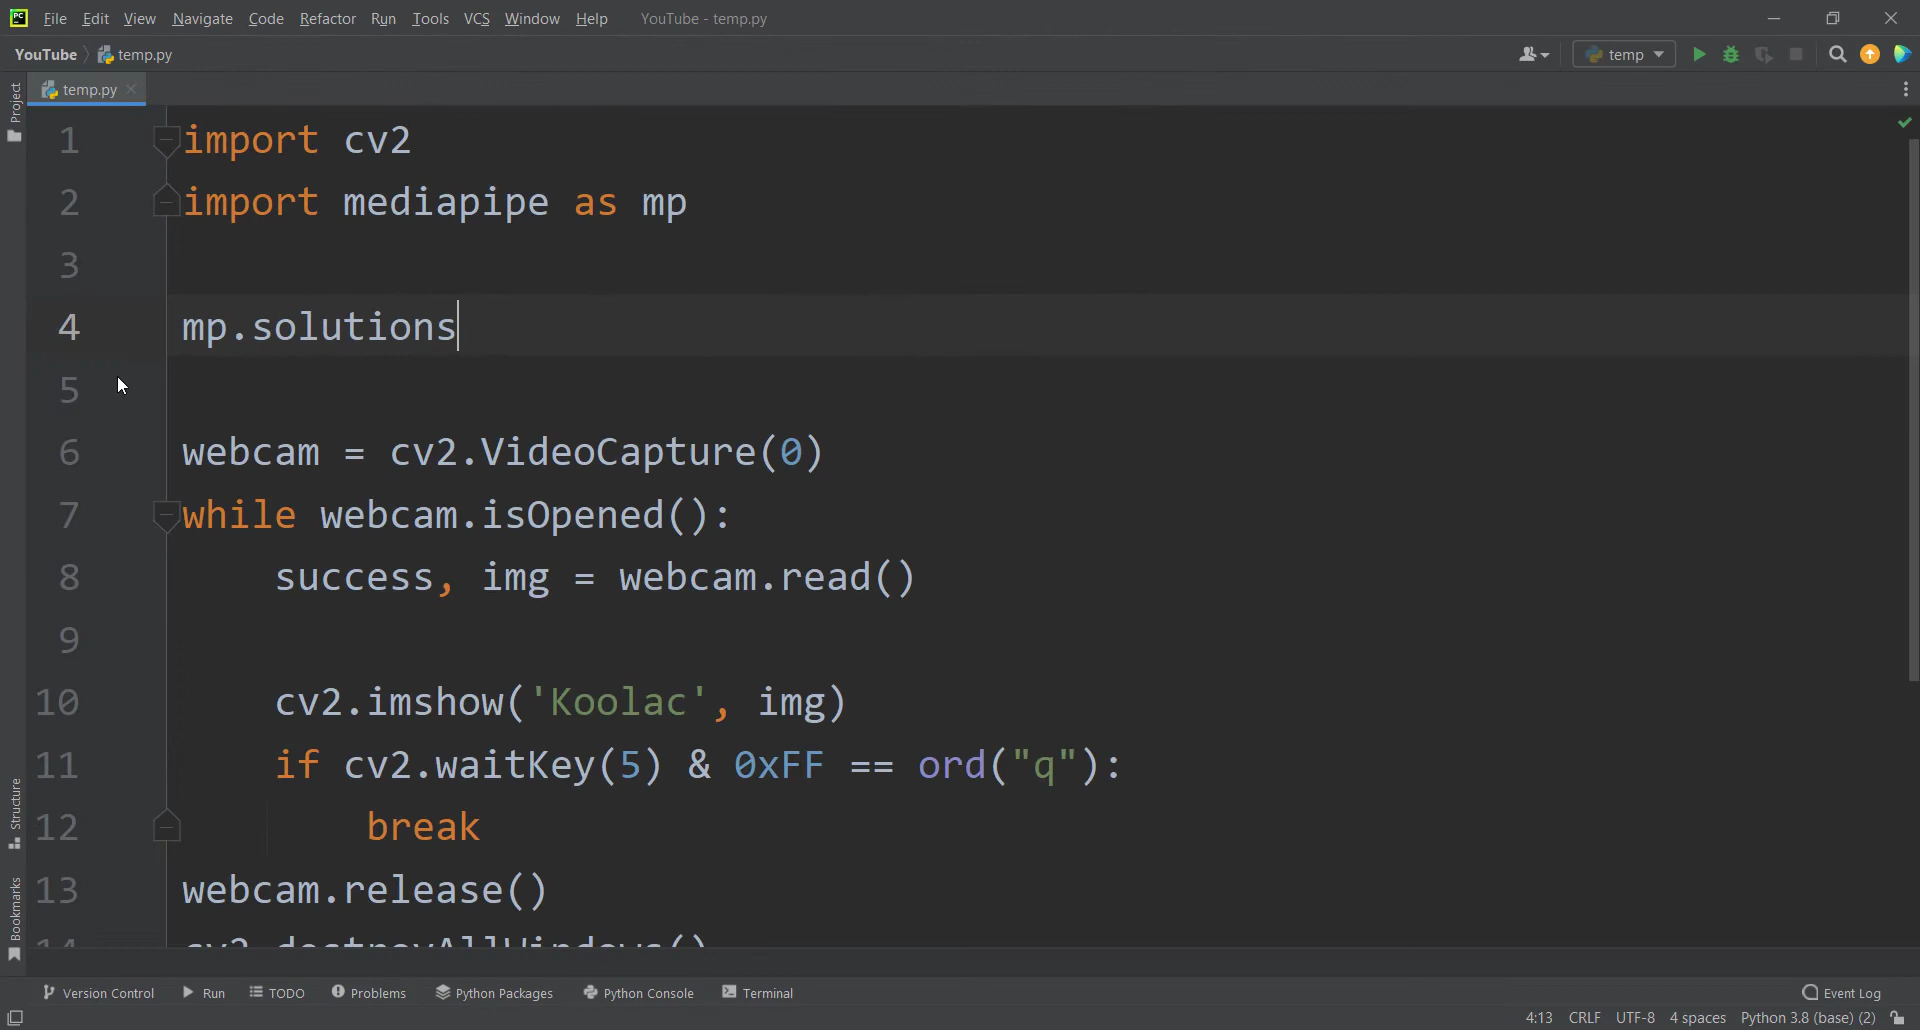 File Edit View Navigate Code Refactor Run Tools VCS Window Help YouTube - temp.py
YouTube temp.py
temp
temp.py
Project
1 import cv2
2 import mediapipe as mp
3
4 mp.solutions
5
6 webcam = cv2.VideoCapture(0)
7 while webcam.isOpened():
8 success, img = webcam.read()
9
10 cv2.imshow('Koolac', img)
11 if cv2.waitKey(5) & 0xFF == ord("q"):
12 break
13 webcam.release()
14 cv2.destroyAllWindows()
Structure
Bookmarks
Version Control Run TODO Problems Python Packages Python Console Terminal Event Log
4:13 CRLF UTF-8 4 spaces Python 3.8 (base) (2)